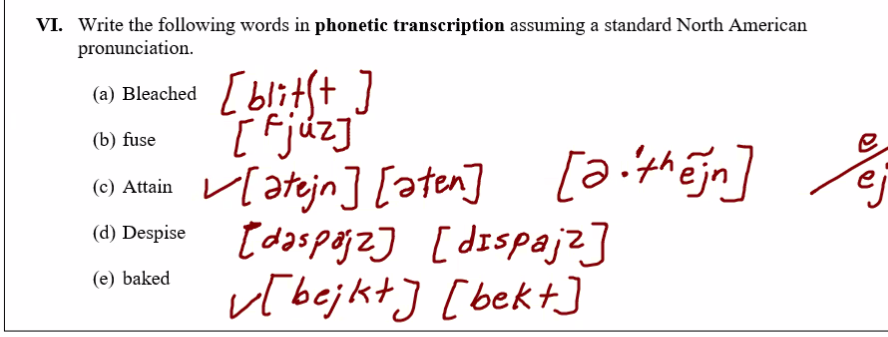 VI. Write the following words in phonetic transcription assuming a standard North American
pronunciation.
(a) Bleached [blitʃt]
(b) fuse [fjuz]
(c) Attain ✓[ətejn] [əten] [ə.ˈtʰẽjn] e/ej
(d) Despise [dəspajz] [dɪspajz]
(e) baked ✓[bejkt] [bekt]